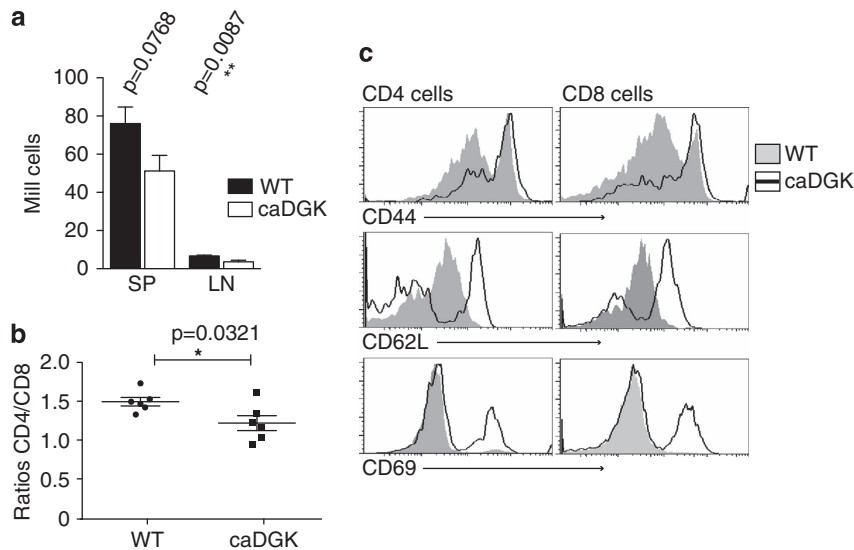 a
p=0.0768
p=0.0087
**
100
80
60
40
20
0
Mill cells
SP
LN
WT
caDGK
b
p=0.0321
*
2.0
1.5
1.0
0.5
0
Ratios CD4/CD8
WT
caDGK
c
CD4 cells
CD8 cells
WT
caDGK
CD44
CD62L
CD69